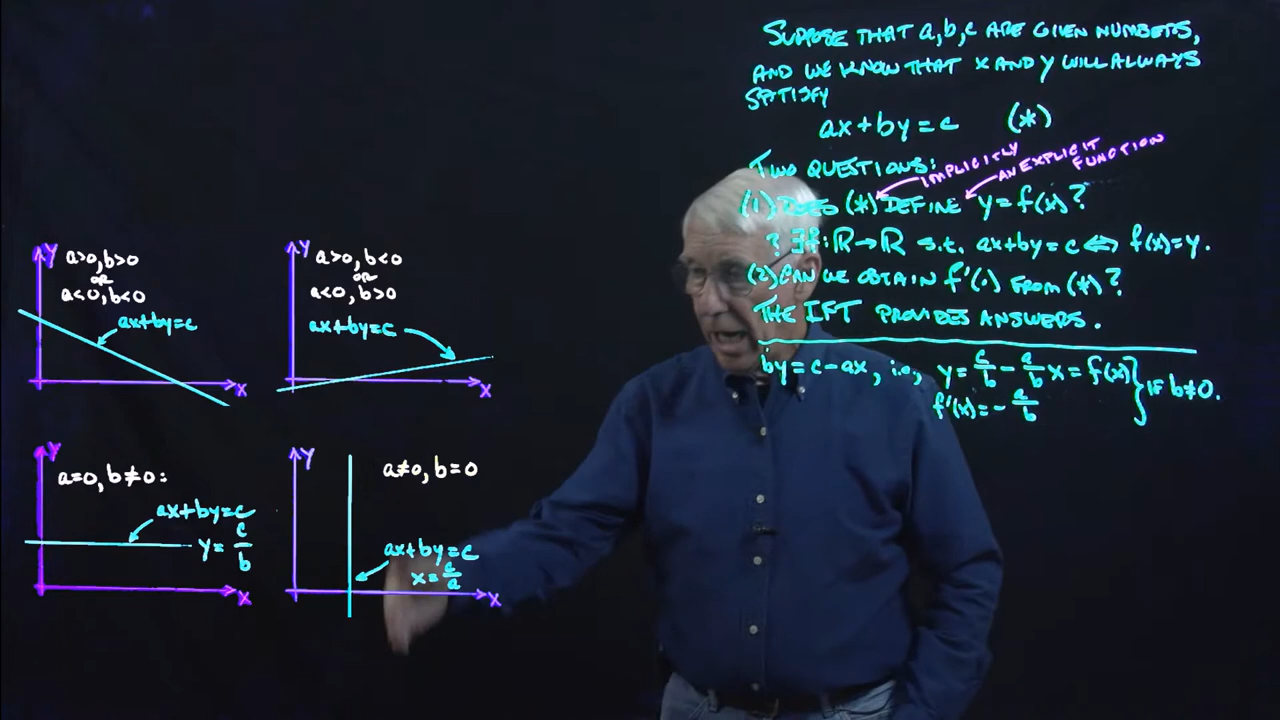 SUPPOSE THAT a, b, c ARE GIVEN NUMBERS,
AND WE KNOW THAT x AND y WILL ALWAYS
SATISFY
ax + by = c (*)
TWO QUESTIONS:
IMPLICITLY
AN EXPLICIT
FUNCTION
(1) DOES (*) DEFINE y = f(x)?
? ∃f: ℝ → ℝ s.t. ax+by = c ⇔ f(x)=y.
(2) CAN WE OBTAIN f'(.) FROM (*)?
THE IFT PROVIDES ANSWERS.
by = c - ax, i.e., y = c/b - a/b x = f(x)
f'(x) = - a/b
IF b ≠ 0.
y
a>0, b>0
OR
a<0, b<0
ax+by=c
x
y
a>0, b<0
OR
a<0, b>0
ax+by=c
x
y
a=0, b≠0:
ax+by=c
y = c/b
x
y
a≠0, b=0
ax+by=c
x = c/a
x